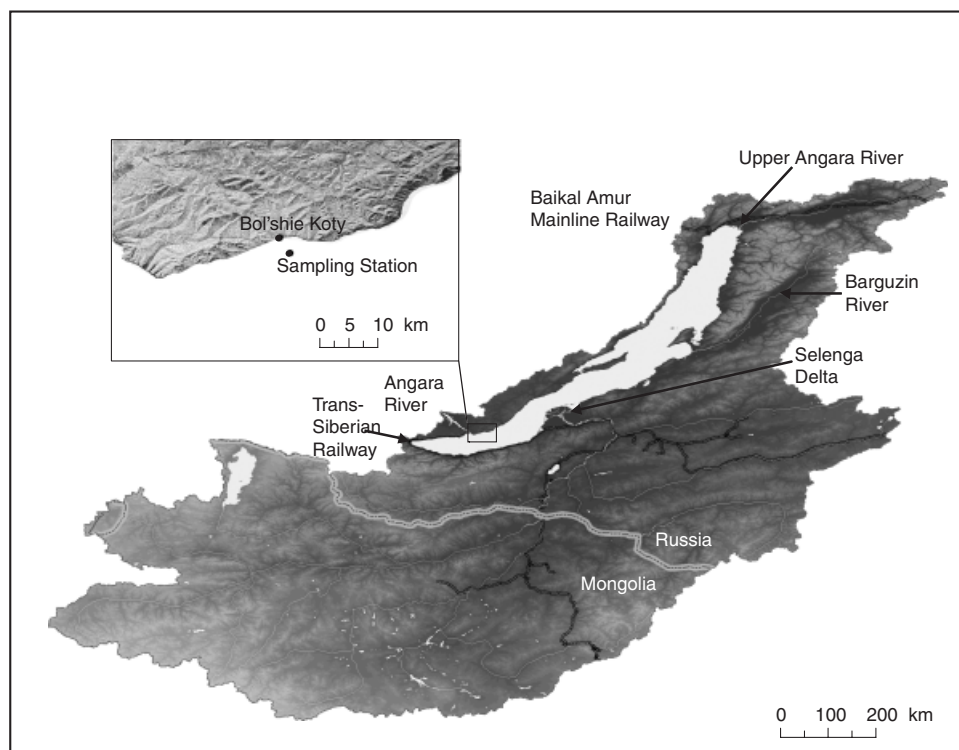 Upper Angara River
Baikal Amur
Mainline Railway
Bol'shie Koty
Sampling Station
0 5 10 km
Barguzin
River
Selenga
Delta
Angara
River
Trans-
Siberian
Railway
Russia
Mongolia
0 100 200 km